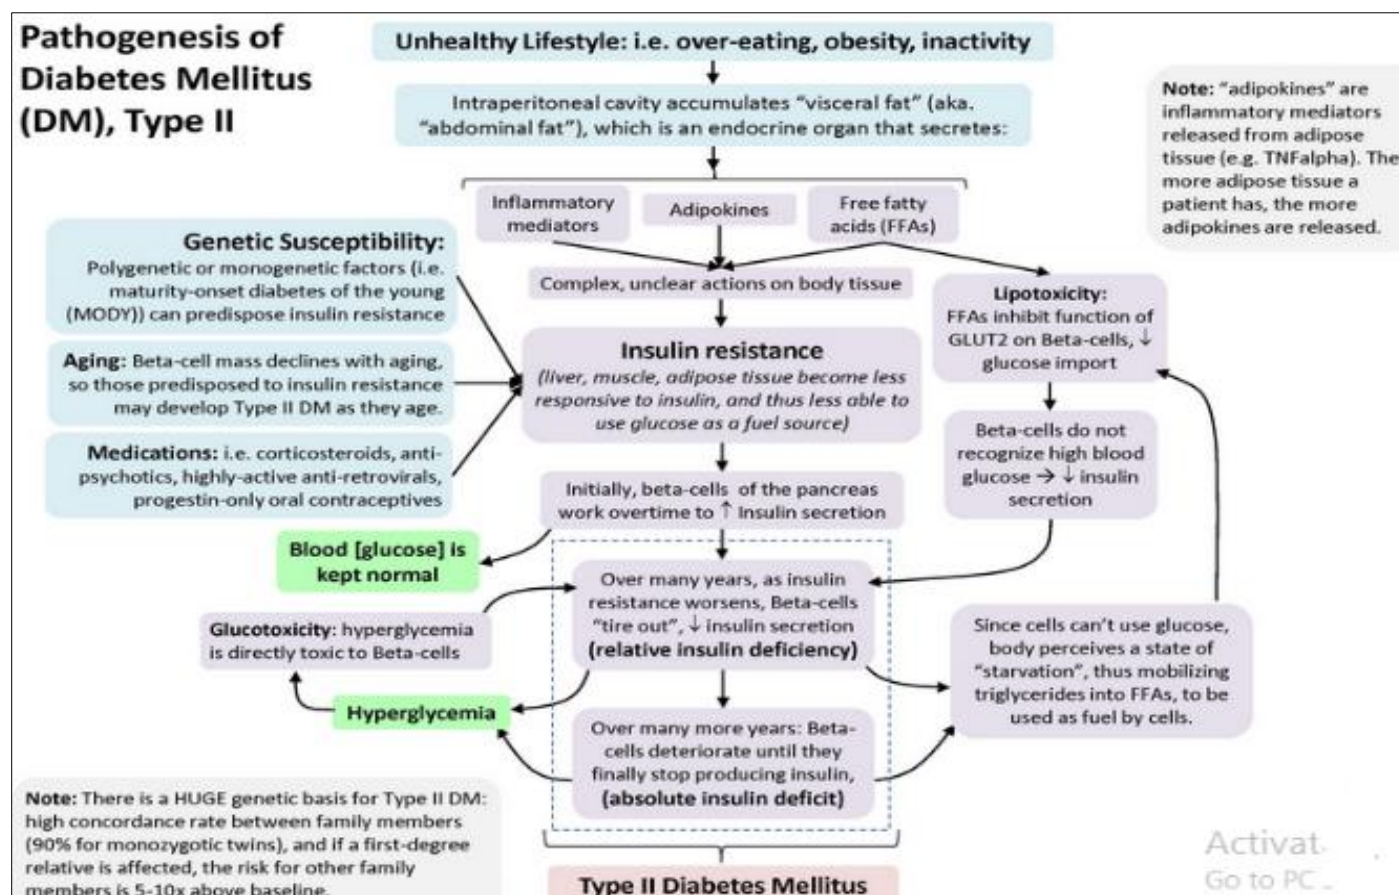 Pathogenesis of
Diabetes Mellitus
(DM), Type II
Unhealthy Lifestyle: i.e. over-eating, obesity, inactivity
Intraperitoneal cavity accumulates “visceral fat” (aka.
“abdominal fat”), which is an endocrine organ that secretes:
Note: “adipokines” are
inflammatory mediators
released from adipose
tissue (e.g. TNFalpha). The
more adipose tissue a
patient has, the more
adipokines are released.
Inflammatory
mediators
Adipokines
Free fatty
acids (FFAs)
Genetic Susceptibility:
Polygenetic or monogenetic factors (i.e.
maturity-onset diabetes of the young
(MODY)) can predispose insulin resistance
Complex, unclear actions on body tissue
Lipotoxicity:
FFAs inhibit function of
GLUT2 on Beta-cells, ↓
glucose import
Aging: Beta-cell mass declines with aging,
so those predisposed to insulin resistance
may develop Type II DM as they age.
Insulin resistance
(liver, muscle, adipose tissue become less
responsive to insulin, and thus less able to
use glucose as a fuel source)
Medications: i.e. corticosteroids, anti-
psychotics, highly-active anti-retrovirals,
progestin-only oral contraceptives
Beta-cells do not
recognize high blood
glucose → ↓ insulin
secretion
Initially, beta-cells of the pancreas
work overtime to ↑ Insulin secretion
Blood [glucose] is
kept normal
Over many years, as insulin
resistance worsens, Beta-cells
“tire out”, ↓ insulin secretion
(relative insulin deficiency)
Glucotoxicity: hyperglycemia
is directly toxic to Beta-cells
Since cells can’t use glucose,
body perceives a state of
“starvation”, thus mobilizing
triglycerides into FFAs, to be
used as fuel by cells.
Hyperglycemia
Over many more years: Beta-
cells deteriorate until they
finally stop producing insulin,
(absolute insulin deficit)
Note: There is a HUGE genetic basis for Type II DM:
high concordance rate between family members
(90% for monozygotic twins), and if a first-degree
relative is affected, the risk for other family
members is 5-10x above baseline.
Type II Diabetes Mellitus
Activat
Go to PC